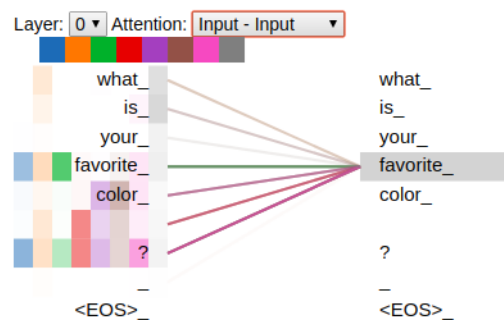 Layer: 0 Attention: Input - Input
what_ what_
is_ is_
your_ your_
favorite_ favorite_
color_ color_
? ?
_ _
<EOS>_ <EOS>_